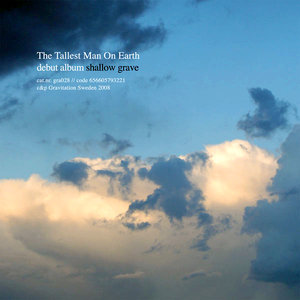 The Tallest Man On Earth
debut album shallow grave
cat nr. gra028 // code 656605793221
c&p Gravitation Sweden 2008